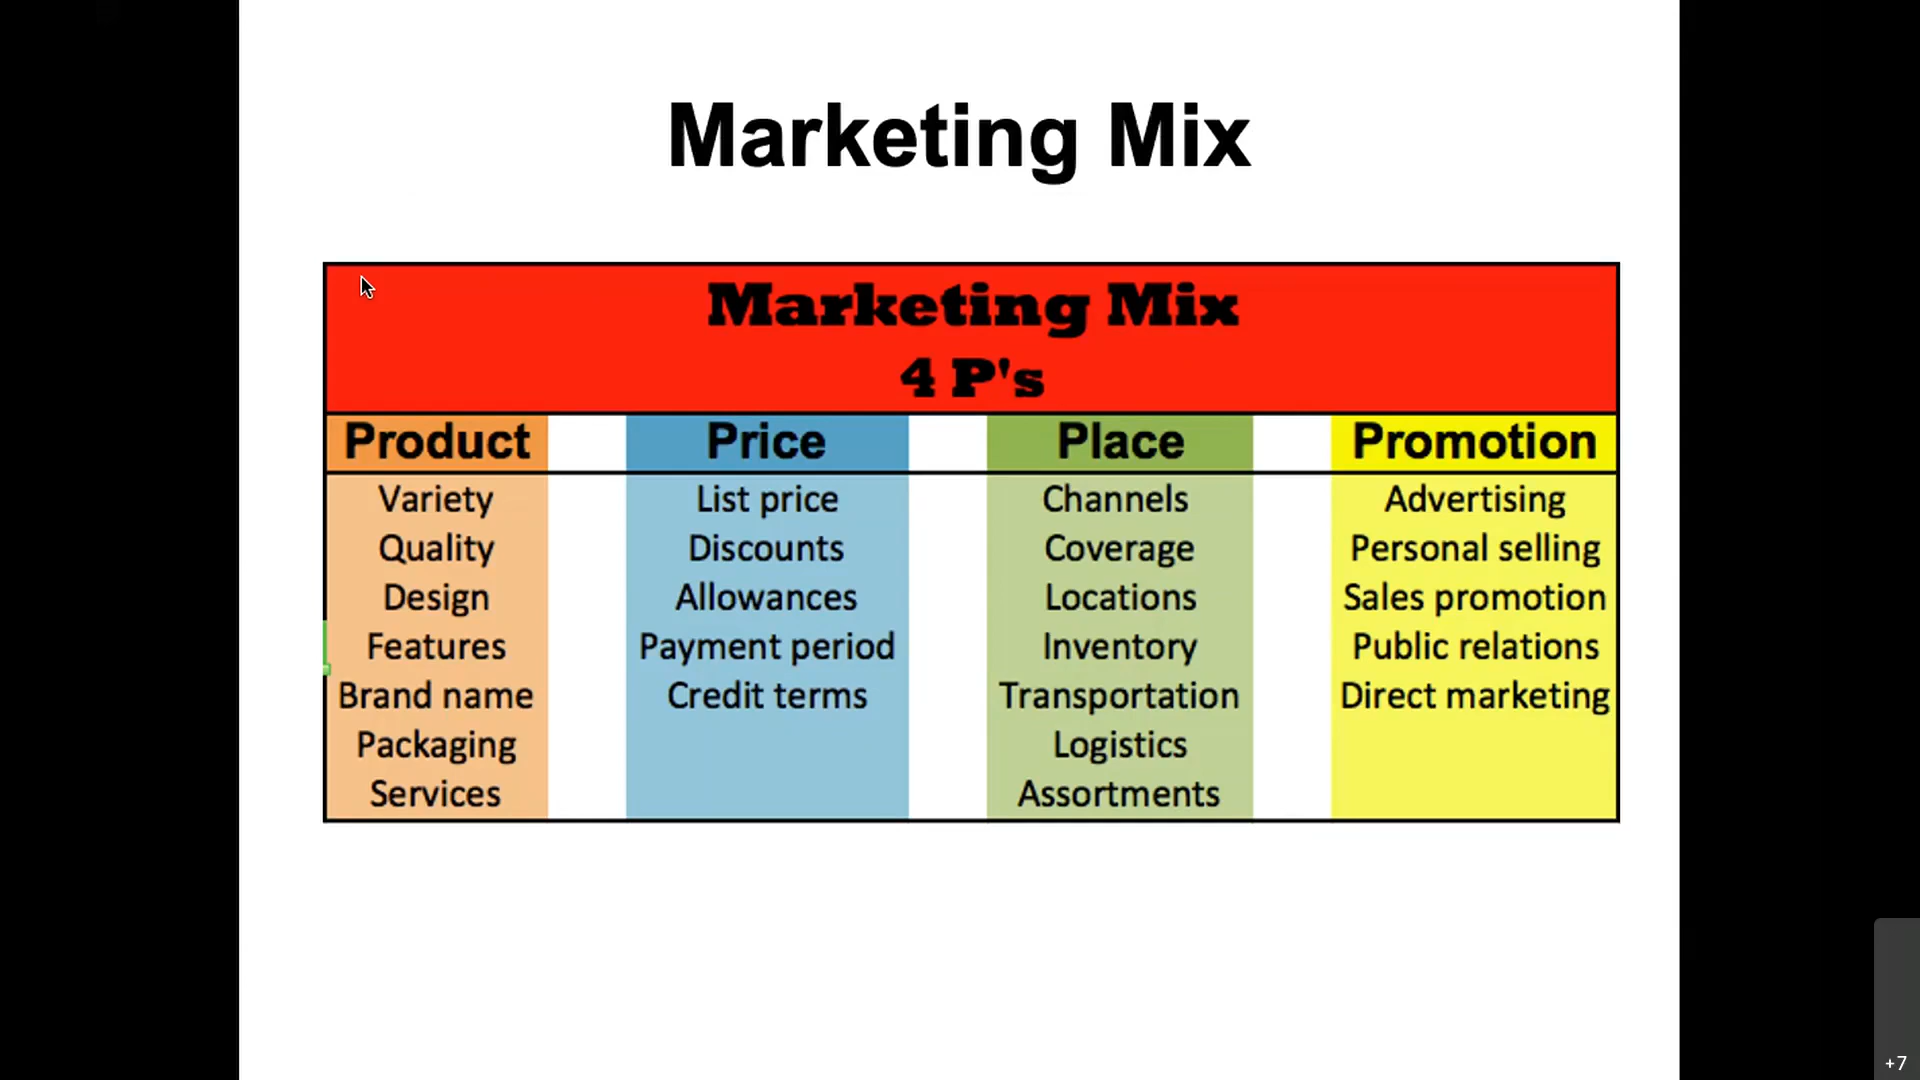 Marketing Mix
Marketing Mix
4 P's
Product Price Place Promotion
Variety List price Channels Advertising
Quality Discounts Coverage Personal selling
Design Allowances Locations Sales promotion
Features Payment period Inventory Public relations
Brand name Credit terms Transportation Direct marketing
Packaging Logistics
Services Assortments
+7